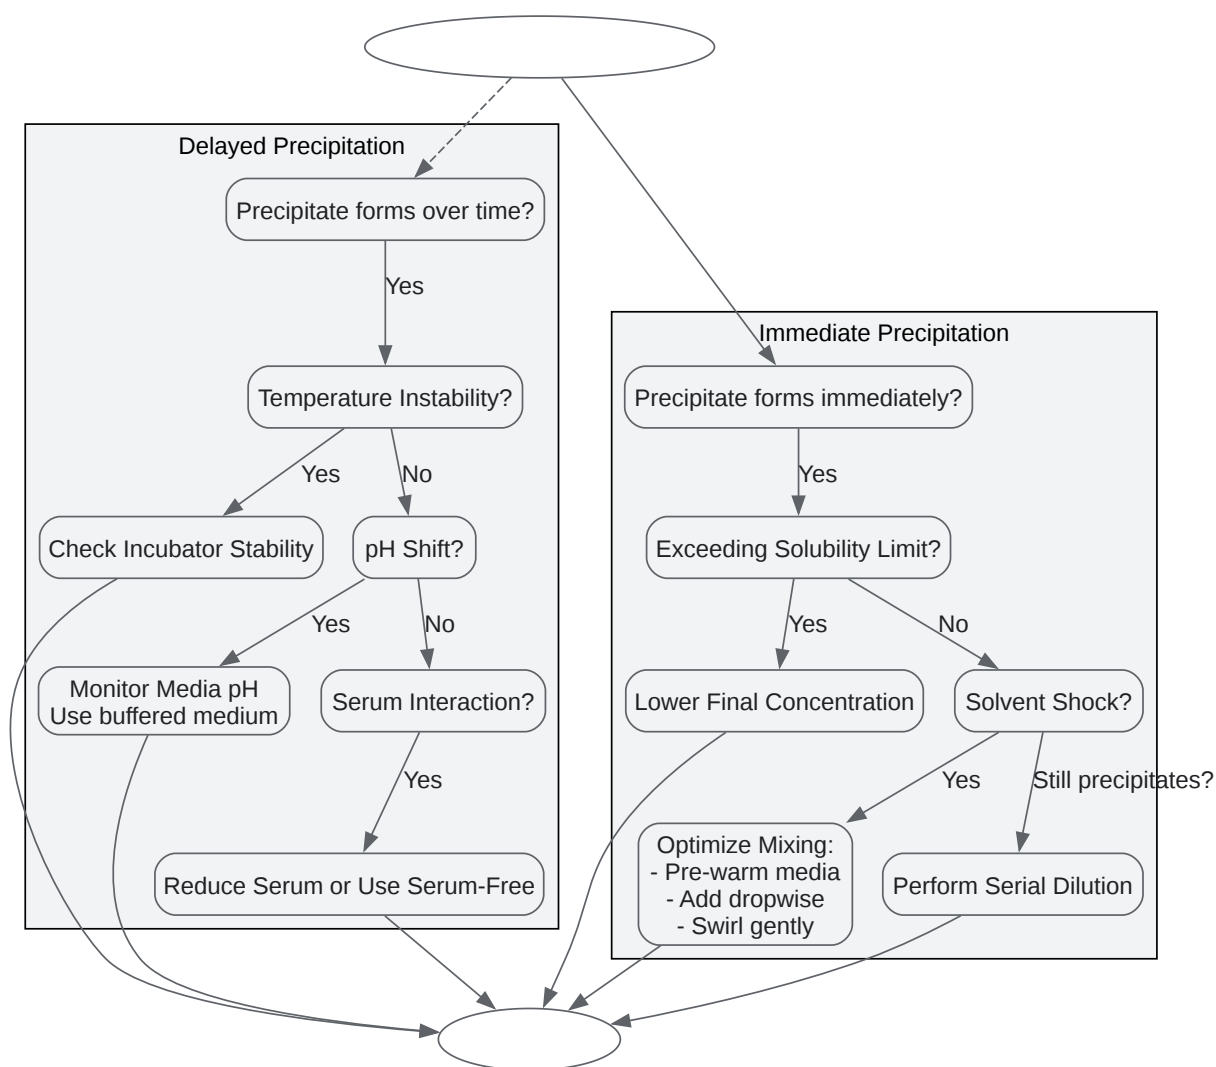 Delayed Precipitation
Precipitate forms over time?
Yes
Temperature Instability?
Yes
No
Check Incubator Stability
pH Shift?
Yes
No
Monitor Media pH
Use buffered medium
Serum Interaction?
Yes
Reduce Serum or Use Serum-Free
Immediate Precipitation
Precipitate forms immediately?
Yes
Exceeding Solubility Limit?
Yes
No
Lower Final Concentration
Solvent Shock?
Yes
Still precipitates?
Optimize Mixing:
- Pre-warm media
- Add dropwise
- Swirl gently
Perform Serial Dilution